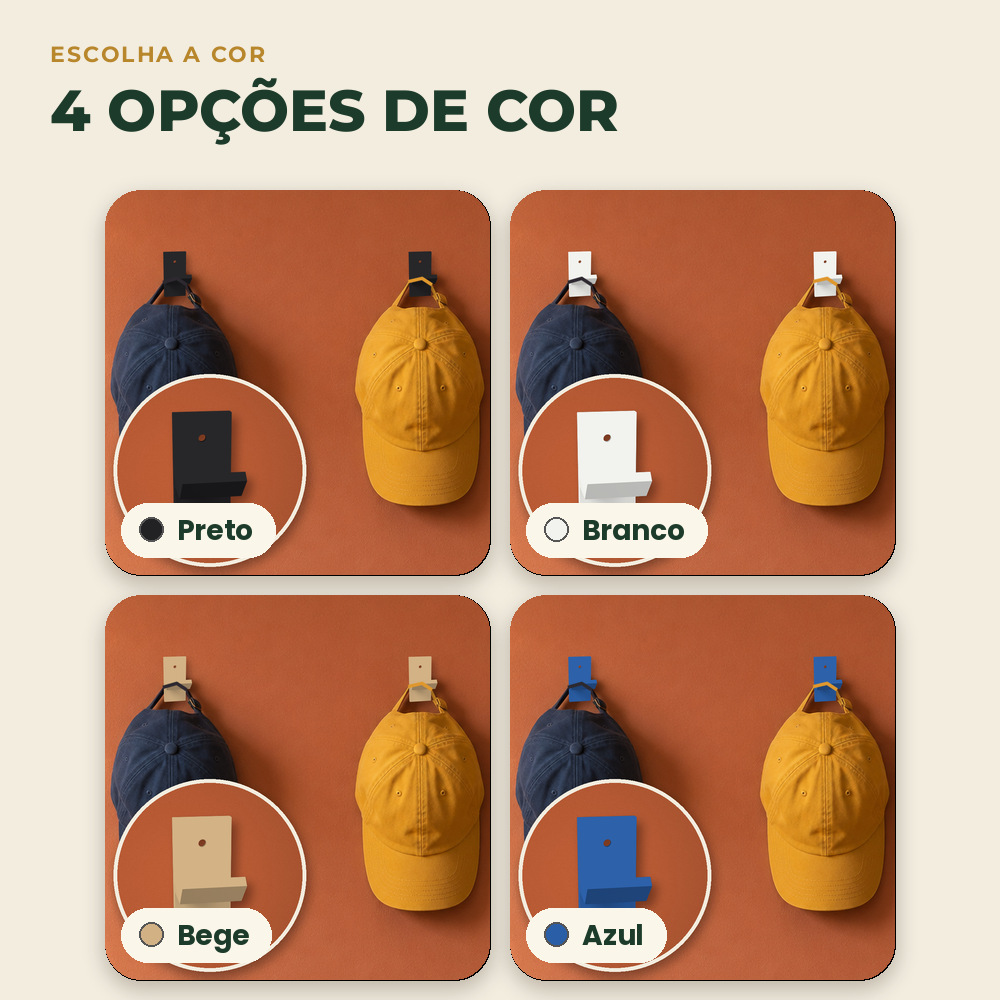 ESCOLHA A COR
4 OPÇÕES DE COR
Preto
Branco
Bege
Azul